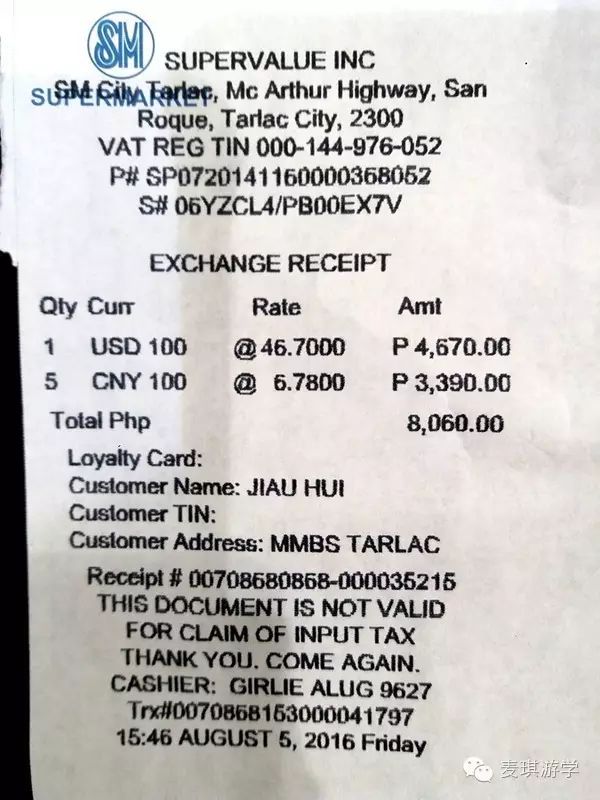 SM
SUPERVALUE INC
SUPERMARKET
SM City Tarlac, Mc Arthur Highway, San
Roque, Tarlac City, 2300
VAT REG TIN 000-144-976-052
P# SP0720141160000368052
S# 06YZCL4/PB00EX7V
EXCHANGE RECEIPT
Qty Curr Rate Amt
1 USD 100 @ 46.7000 P 4,670.00
5 CNY 100 @ 6.7800 P 3,390.00
Total Php 8,060.00
Loyalty Card:
Customer Name: JIAU HUI
Customer TIN:
Customer Address: MMBS TARLAC
Receipt # 00708680868-000035215
THIS DOCUMENT IS NOT VALID
FOR CLAIM OF INPUT TAX
THANK YOU. COME AGAIN.
CASHIER: GIRLIE ALUG 9627
Trx#0070868153000041797
15:46 AUGUST 5, 2016 Friday
麦琪游学